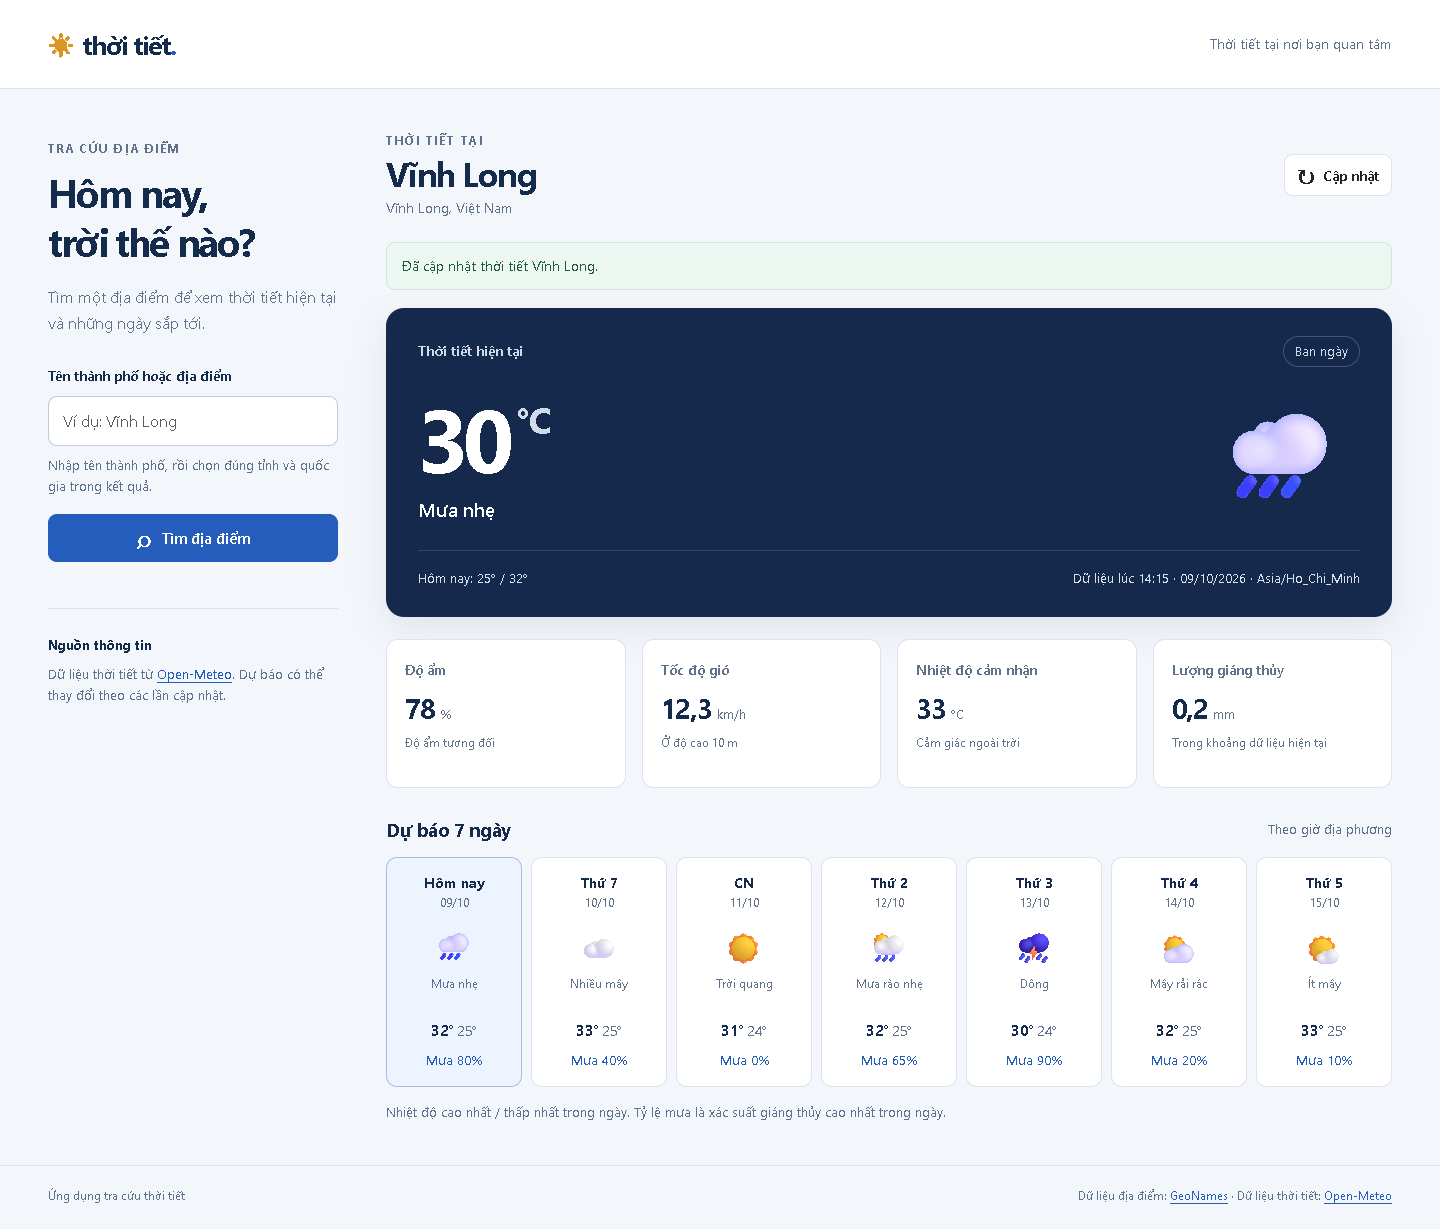 thời tiết.
Thời tiết tại nơi bạn quan tâm
TRA CỨU ĐỊA ĐIỂM
Hôm nay,
trời thế nào?
Tìm một địa điểm để xem thời tiết hiện tại
và những ngày sắp tới.
Tên thành phố hoặc địa điểm
Ví dụ: Vĩnh Long
Nhập tên thành phố, rồi chọn đúng tỉnh và quốc
gia trong kết quả.
Tìm địa điểm
Nguồn thông tin
Dữ liệu thời tiết từ Open-Meteo. Dự báo có thể
thay đổi theo các lần cập nhật.
THỜI TIẾT TẠI
Vĩnh Long
Vĩnh Long, Việt Nam
Cập nhật
Đã cập nhật thời tiết Vĩnh Long.
Thời tiết hiện tại
Ban ngày
30°C
Mưa nhẹ
Hôm nay: 25° / 32°
Dữ liệu lúc 14:15 · 09/10/2026 · Asia/Ho_Chi_Minh
Độ ẩm
78 %
Độ ẩm tương đối
Tốc độ gió
12,3 km/h
Ở độ cao 10 m
Nhiệt độ cảm nhận
33 °C
Cảm giác ngoài trời
Lượng giáng thủy
0,2 mm
Trong khoảng dữ liệu hiện tại
Dự báo 7 ngày
Theo giờ địa phương
Hôm nay
09/10
Mưa nhẹ
32° 25°
Mưa 80%
Thứ 7
10/10
Nhiều mây
33° 25°
Mưa 40%
CN
11/10
Trời quang
31° 24°
Mưa 0%
Thứ 2
12/10
Mưa rào nhẹ
32° 25°
Mưa 65%
Thứ 3
13/10
Dông
30° 24°
Mưa 90%
Thứ 4
14/10
Mây rải rác
32° 25°
Mưa 20%
Thứ 5
15/10
Ít mây
33° 25°
Mưa 10%
Nhiệt độ cao nhất / thấp nhất trong ngày. Tỷ lệ mưa là xác suất giáng thủy cao nhất trong ngày.
Ứng dụng tra cứu thời tiết
Dữ liệu địa điểm: GeoNames · Dữ liệu thời tiết: Open-Meteo